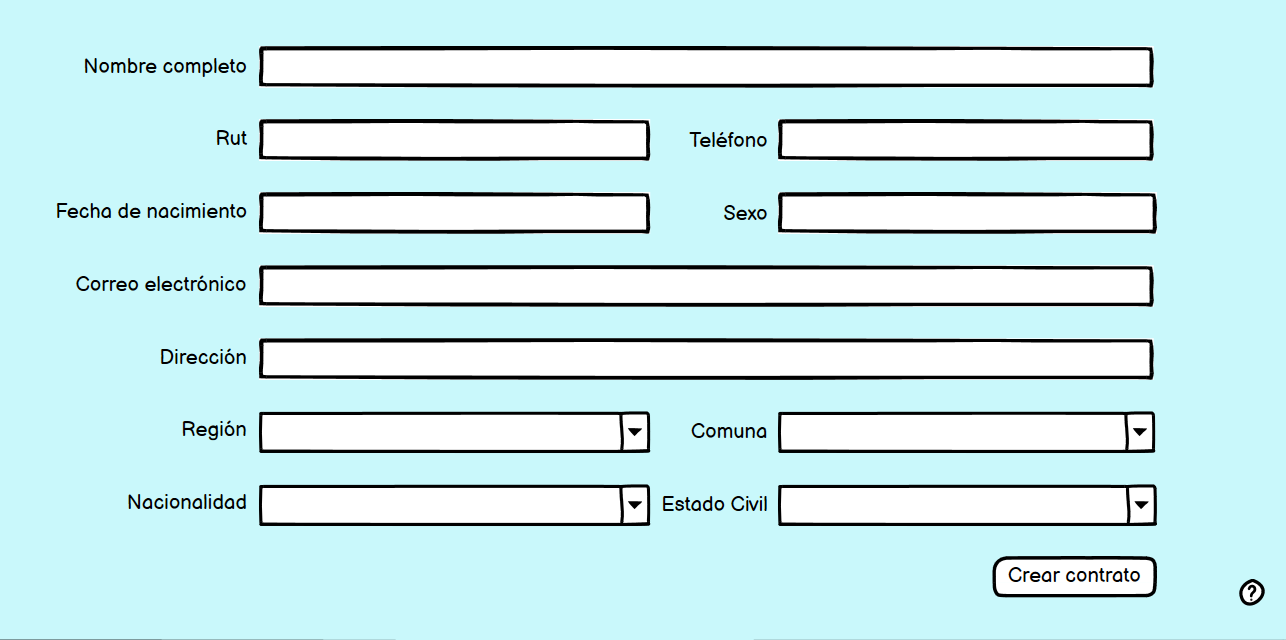 Nombre completo
Rut
Teléfono
Fecha de nacimiento
Sexo
Correo electrónico
Dirección
Región
Comuna
Nacionalidad
Estado Civil
Crear contrato
?